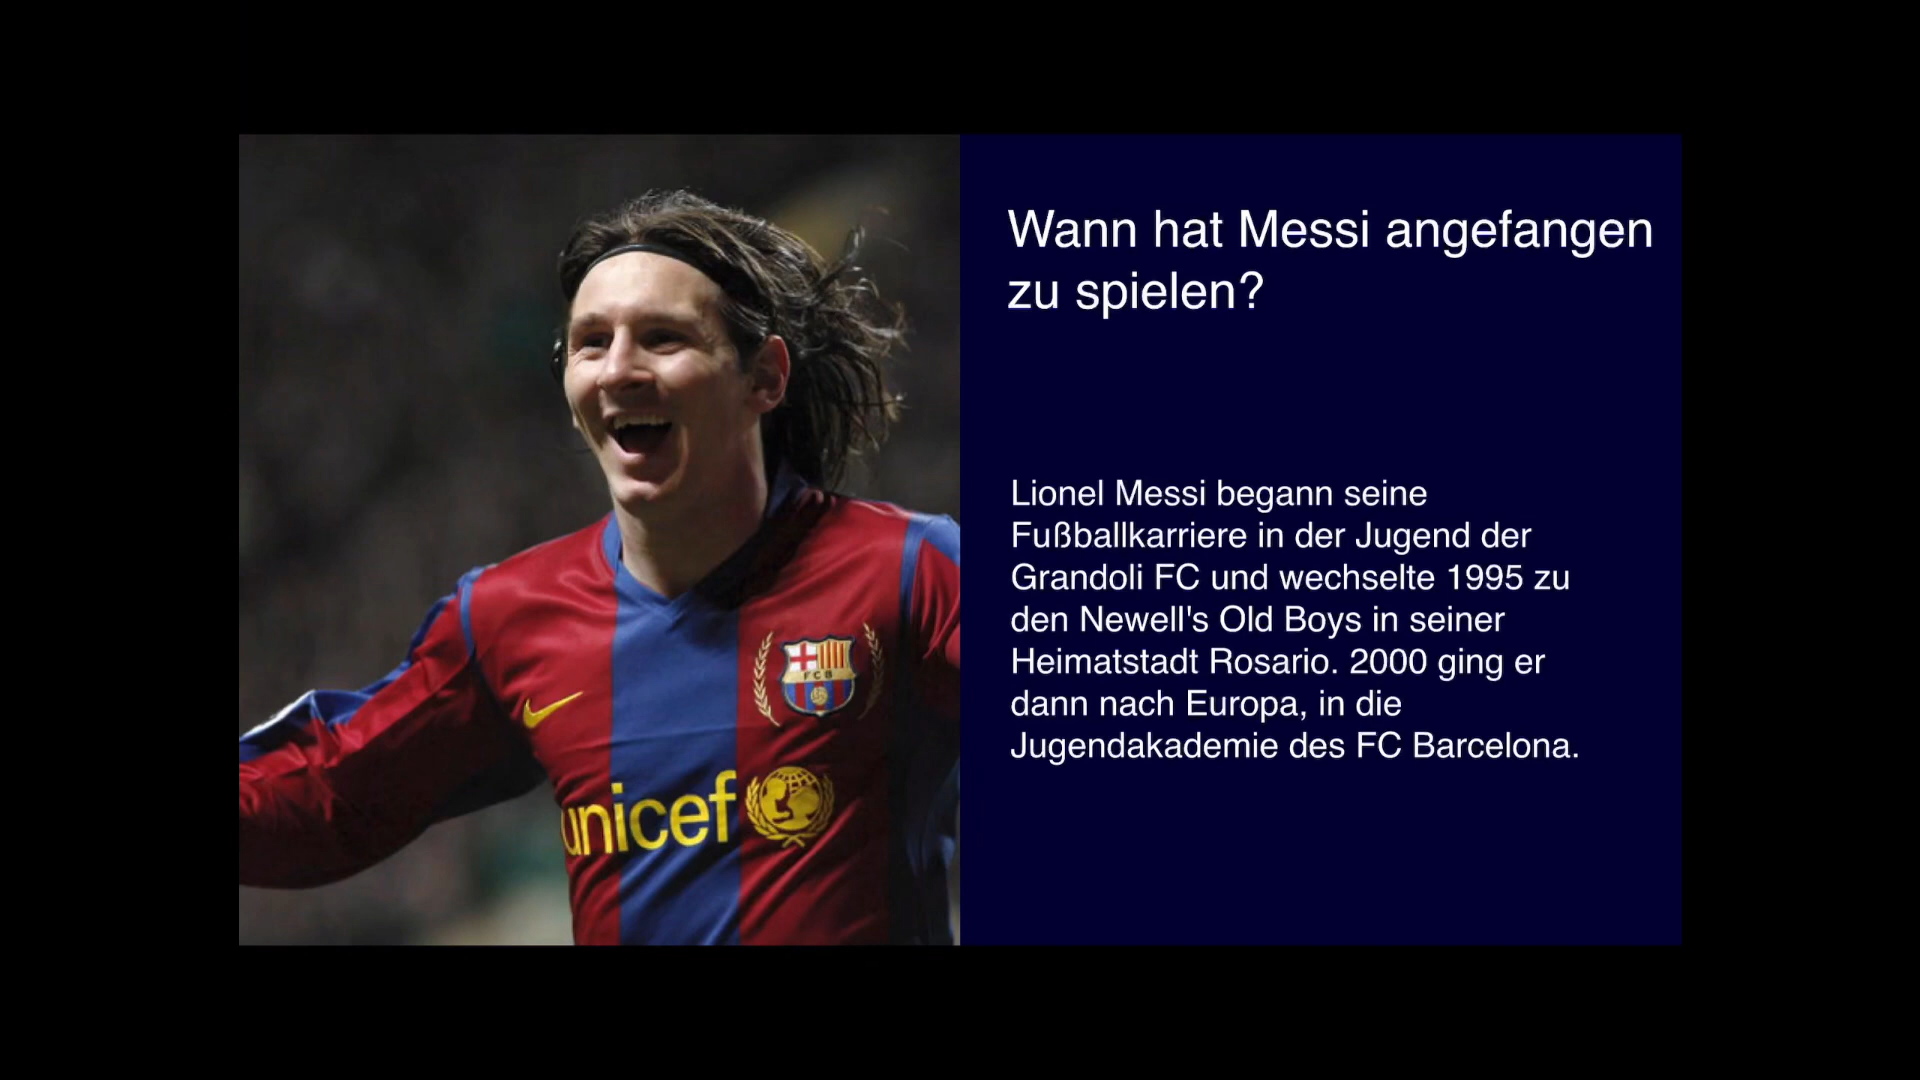 Wann hat Messi angefangen
zu spielen?
Lionel Messi begann seine
Fußballkarriere in der Jugend der
Grandoli FC und wechselte 1995 zu
den Newell's Old Boys in seiner
Heimatstadt Rosario. 2000 ging er
dann nach Europa, in die
Jugendakademie des FC Barcelona.
FCB
unicef